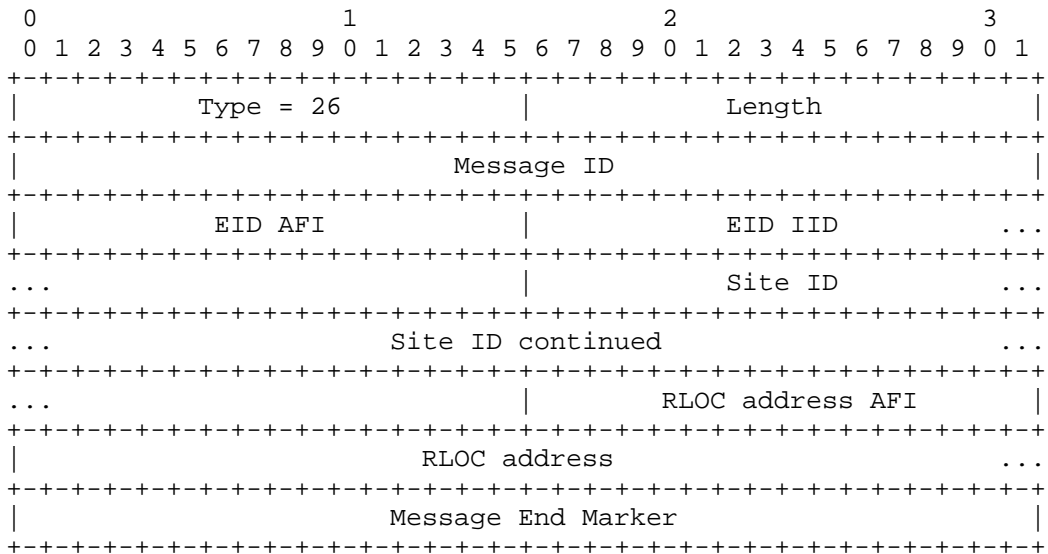 0                   1                   2                   3
 0 1 2 3 4 5 6 7 8 9 0 1 2 3 4 5 6 7 8 9 0 1 2 3 4 5 6 7 8 9 0 1
+-+-+-+-+-+-+-+-+-+-+-+-+-+-+-+-+-+-+-+-+-+-+-+-+-+-+-+-+-+-+-+-+
|           Type = 26           |            Length             |
+-+-+-+-+-+-+-+-+-+-+-+-+-+-+-+-+-+-+-+-+-+-+-+-+-+-+-+-+-+-+-+-+
|                           Message ID                          |
+-+-+-+-+-+-+-+-+-+-+-+-+-+-+-+-+-+-+-+-+-+-+-+-+-+-+-+-+-+-+-+-+
|            EID AFI            |            EID IID          ...
+-+-+-+-+-+-+-+-+-+-+-+-+-+-+-+-+-+-+-+-+-+-+-+-+-+-+-+-+-+-+-+-+
...                             |            Site ID          ...
+-+-+-+-+-+-+-+-+-+-+-+-+-+-+-+-+-+-+-+-+-+-+-+-+-+-+-+-+-+-+-+-+
...                     Site ID continued                     ...
+-+-+-+-+-+-+-+-+-+-+-+-+-+-+-+-+-+-+-+-+-+-+-+-+-+-+-+-+-+-+-+-+
...                             |        RLOC address AFI       |
+-+-+-+-+-+-+-+-+-+-+-+-+-+-+-+-+-+-+-+-+-+-+-+-+-+-+-+-+-+-+-+-+
|                         RLOC address                        ...
+-+-+-+-+-+-+-+-+-+-+-+-+-+-+-+-+-+-+-+-+-+-+-+-+-+-+-+-+-+-+-+-+
|                       Message End Marker                      |
+-+-+-+-+-+-+-+-+-+-+-+-+-+-+-+-+-+-+-+-+-+-+-+-+-+-+-+-+-+-+-+-+